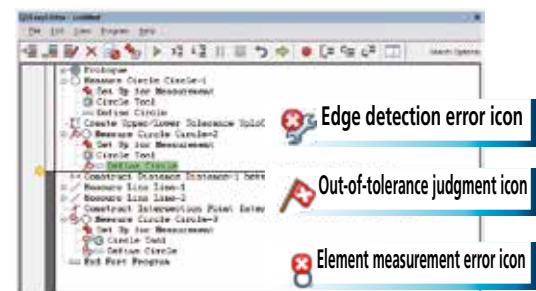 File Edit View Program Help
Prologue
Measure Circle Circle-1
Set Up for Measurement
Circle Tool
Define Circle
Create Upper/Lower Tolerance
Measure Circle Circle-2
Set Up for Measurement
Circle Tool
Define Circle
Construct Distance Distance-1
Measure Line Line-1
Measure Line Line-2
Construct Intersection Point
Measure Circle Circle-3
Set Up for Measurement
Circle Tool
Define Circle
End Part Program
Edge detection error icon
Out-of-tolerance judgment icon
Element measurement error icon